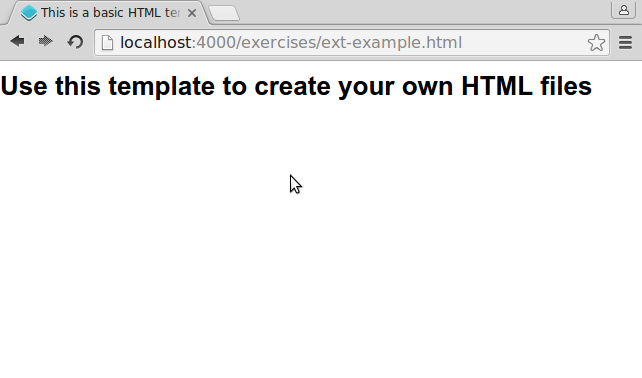 This is a basic HTML ter
localhost:4000/exercises/ext-example.html
Use this template to create your own HTML files